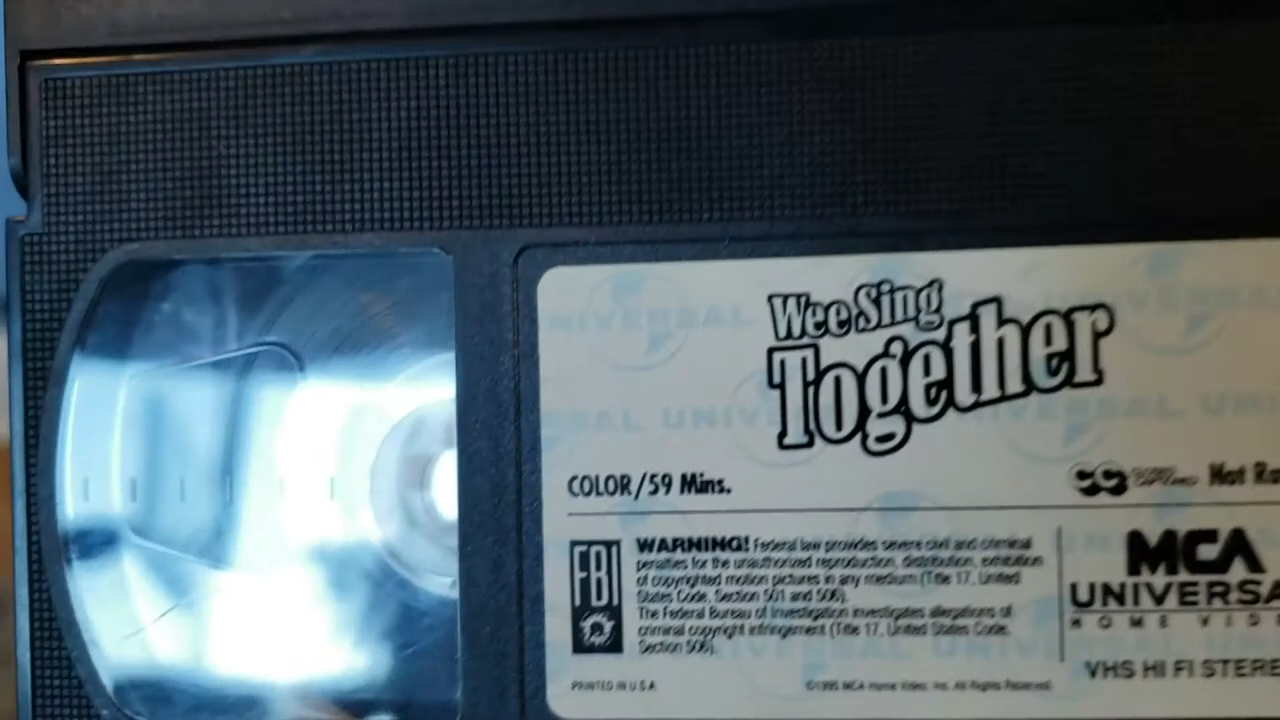 Wee Sing
Together
COLOR/59 Mins.
CC
Not
FBI
WARNING! Federal law provides severe civil and criminal
penalties for the unauthorized reproduction, distribution, exhibition
of copyrighted motion pictures in any medium (Title 17, United
States Code, Section 501 and 506).
The Federal Bureau of Investigation investigates allegations of
criminal copyright infringement (Title 17, United States Code,
Section 506).
MCA
UNIVERSA
HOME VIDE
VHS HI FI STERE
PRINTED IN U.S.A.
©1995 MCA Home Video, Inc. All Rights Reserved.